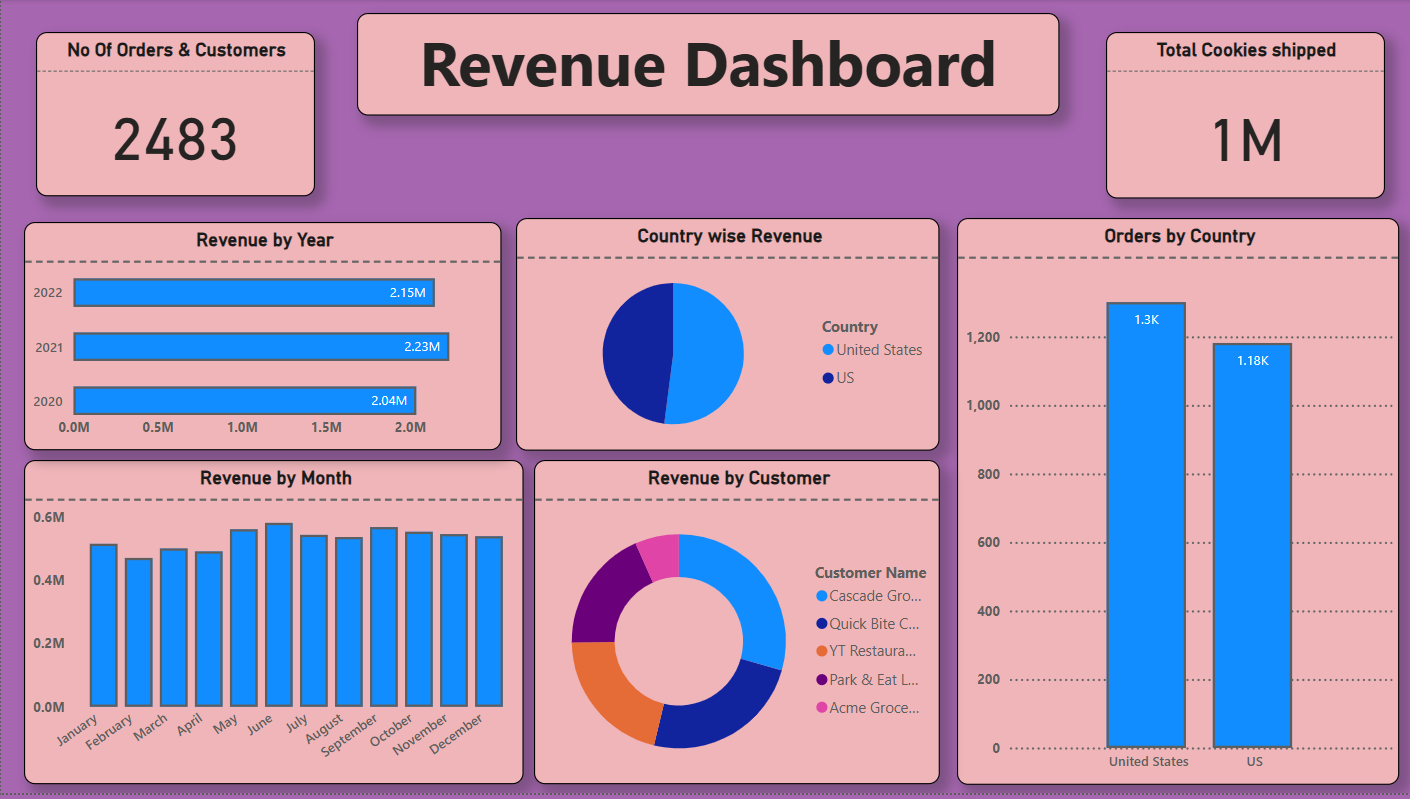 No Of Orders & Customers
2483
Revenue Dashboard
Total Cookies shipped
1M
Revenue by Year
2022
2.15M
2021
2.23M
2020
2.04M
0.0M 0.5M 1.0M 1.5M 2.0M
Country wise Revenue
Country
United States
US
Orders by Country
1.3K
1.18K
1,200
1,000
800
600
400
200
0
United States US
Revenue by Month
0.6M
0.4M
0.2M
0.0M
January February March April May June July August September October November December
Revenue by Customer
Customer Name
Cascade Gro...
Quick Bite C...
YT Restaura...
Park & Eat L...
Acme Groce...